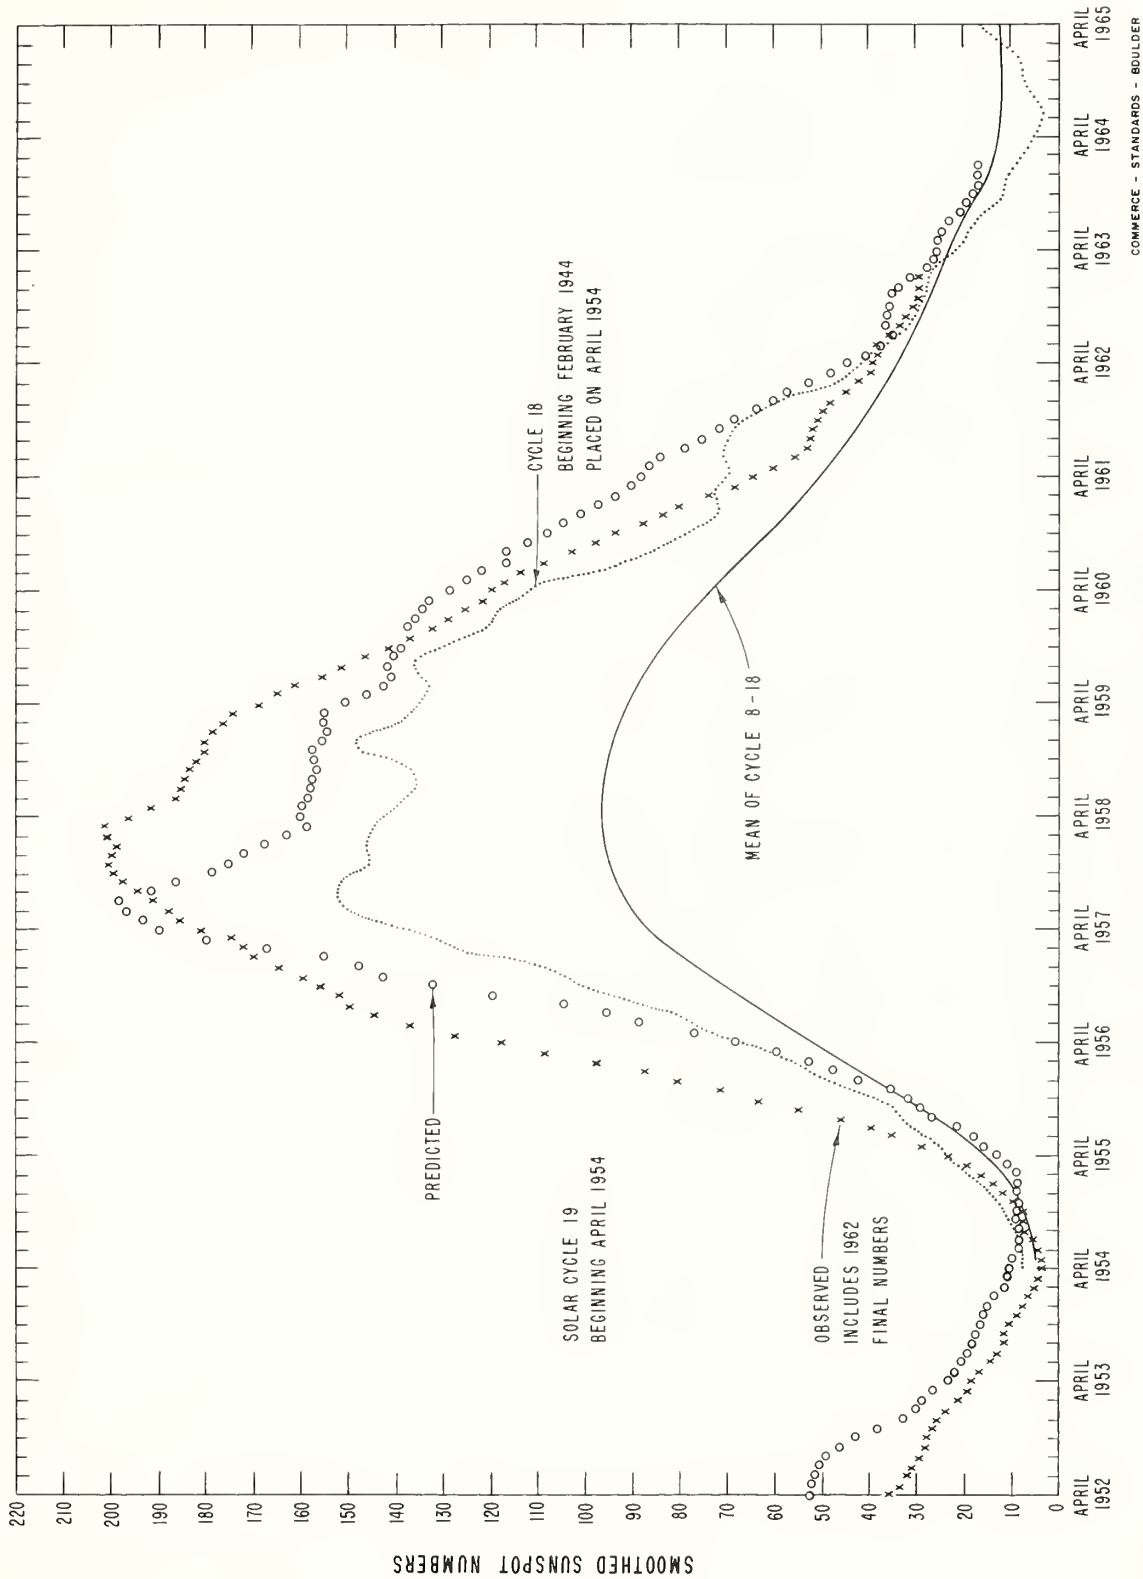 SMOOTHED SUNSPOT NUMBERS
220
210
200
190
180
170
160
150
140
130
120
110
100
90
80
70
60
50
40
30
20
10
0
PREDICTED
SOLAR CYCLE 19
BEGINNING APRIL 1954
OBSERVED
INCLUDES 1962
FINAL NUMBERS
CYCLE 18
BEGINNING FEBRUARY 1944
PLACED ON APRIL 1954
MEAN OF CYCLE 8-18
APRIL
1952
APRIL
1953
APRIL
1954
APRIL
1955
APRIL
1956
APRIL
1957
APRIL
1958
APRIL
1959
APRIL
1960
APRIL
1961
APRIL
1962
APRIL
1963
APRIL
1964
APRIL
1965
COMMERCE - STANDARDS - BOULDER